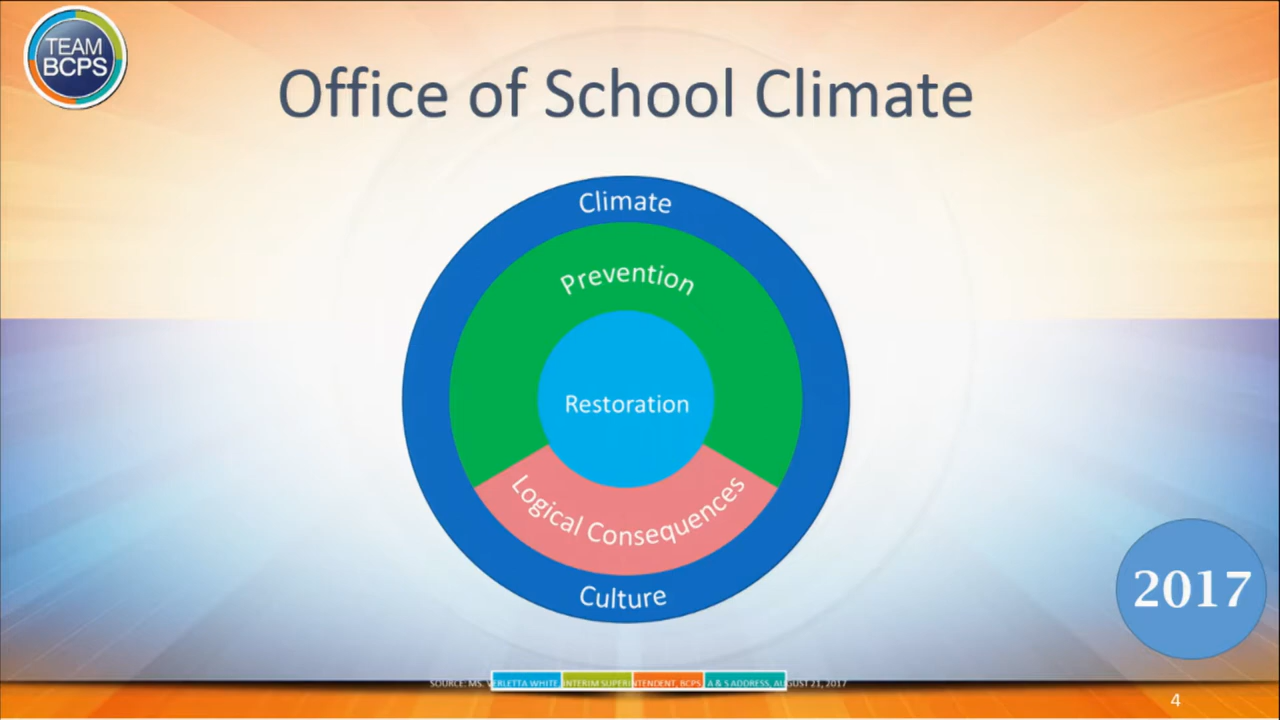 TEAM
BCPS
Office of School Climate
Climate
Prevention
Restoration
Logical Consequences
Culture
2017
SOURCE: MS. VERLETTA WHITE, INTERIM SUPERINTENDENT, BCPS, A & S ADDRESS, AUGUST 21, 2017
4